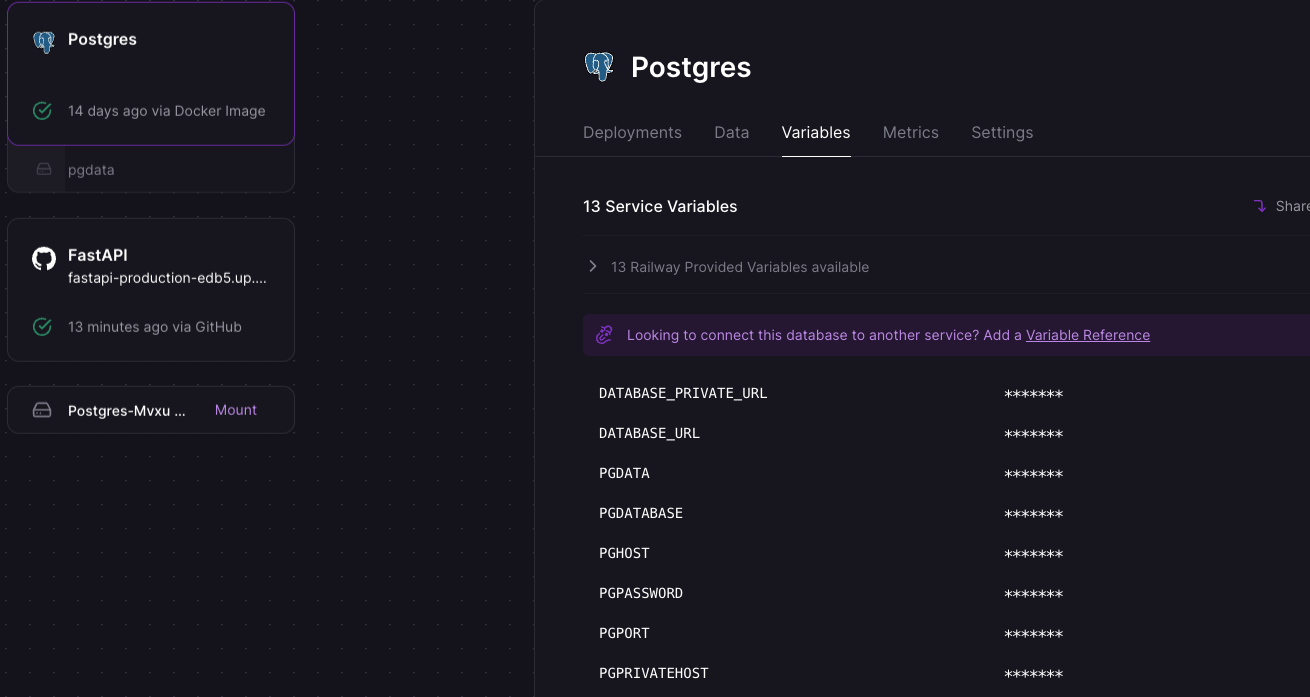 Postgres
14 days ago via Docker Image
pgdata
FastAPI
fastapi-production-edb5.up....
13 minutes ago via GitHub
Postgres-Mvxu ... Mount
Postgres
Deployments Data Variables Metrics Settings
13 Service Variables
Share
13 Railway Provided Variables available
Looking to connect this database to another service? Add a Variable Reference
DATABASE_PRIVATE_URL *******
DATABASE_URL *******
PGDATA *******
PGDATABASE *******
PGHOST *******
PGPASSWORD *******
PGPORT *******
PGPRIVATEHOST *******